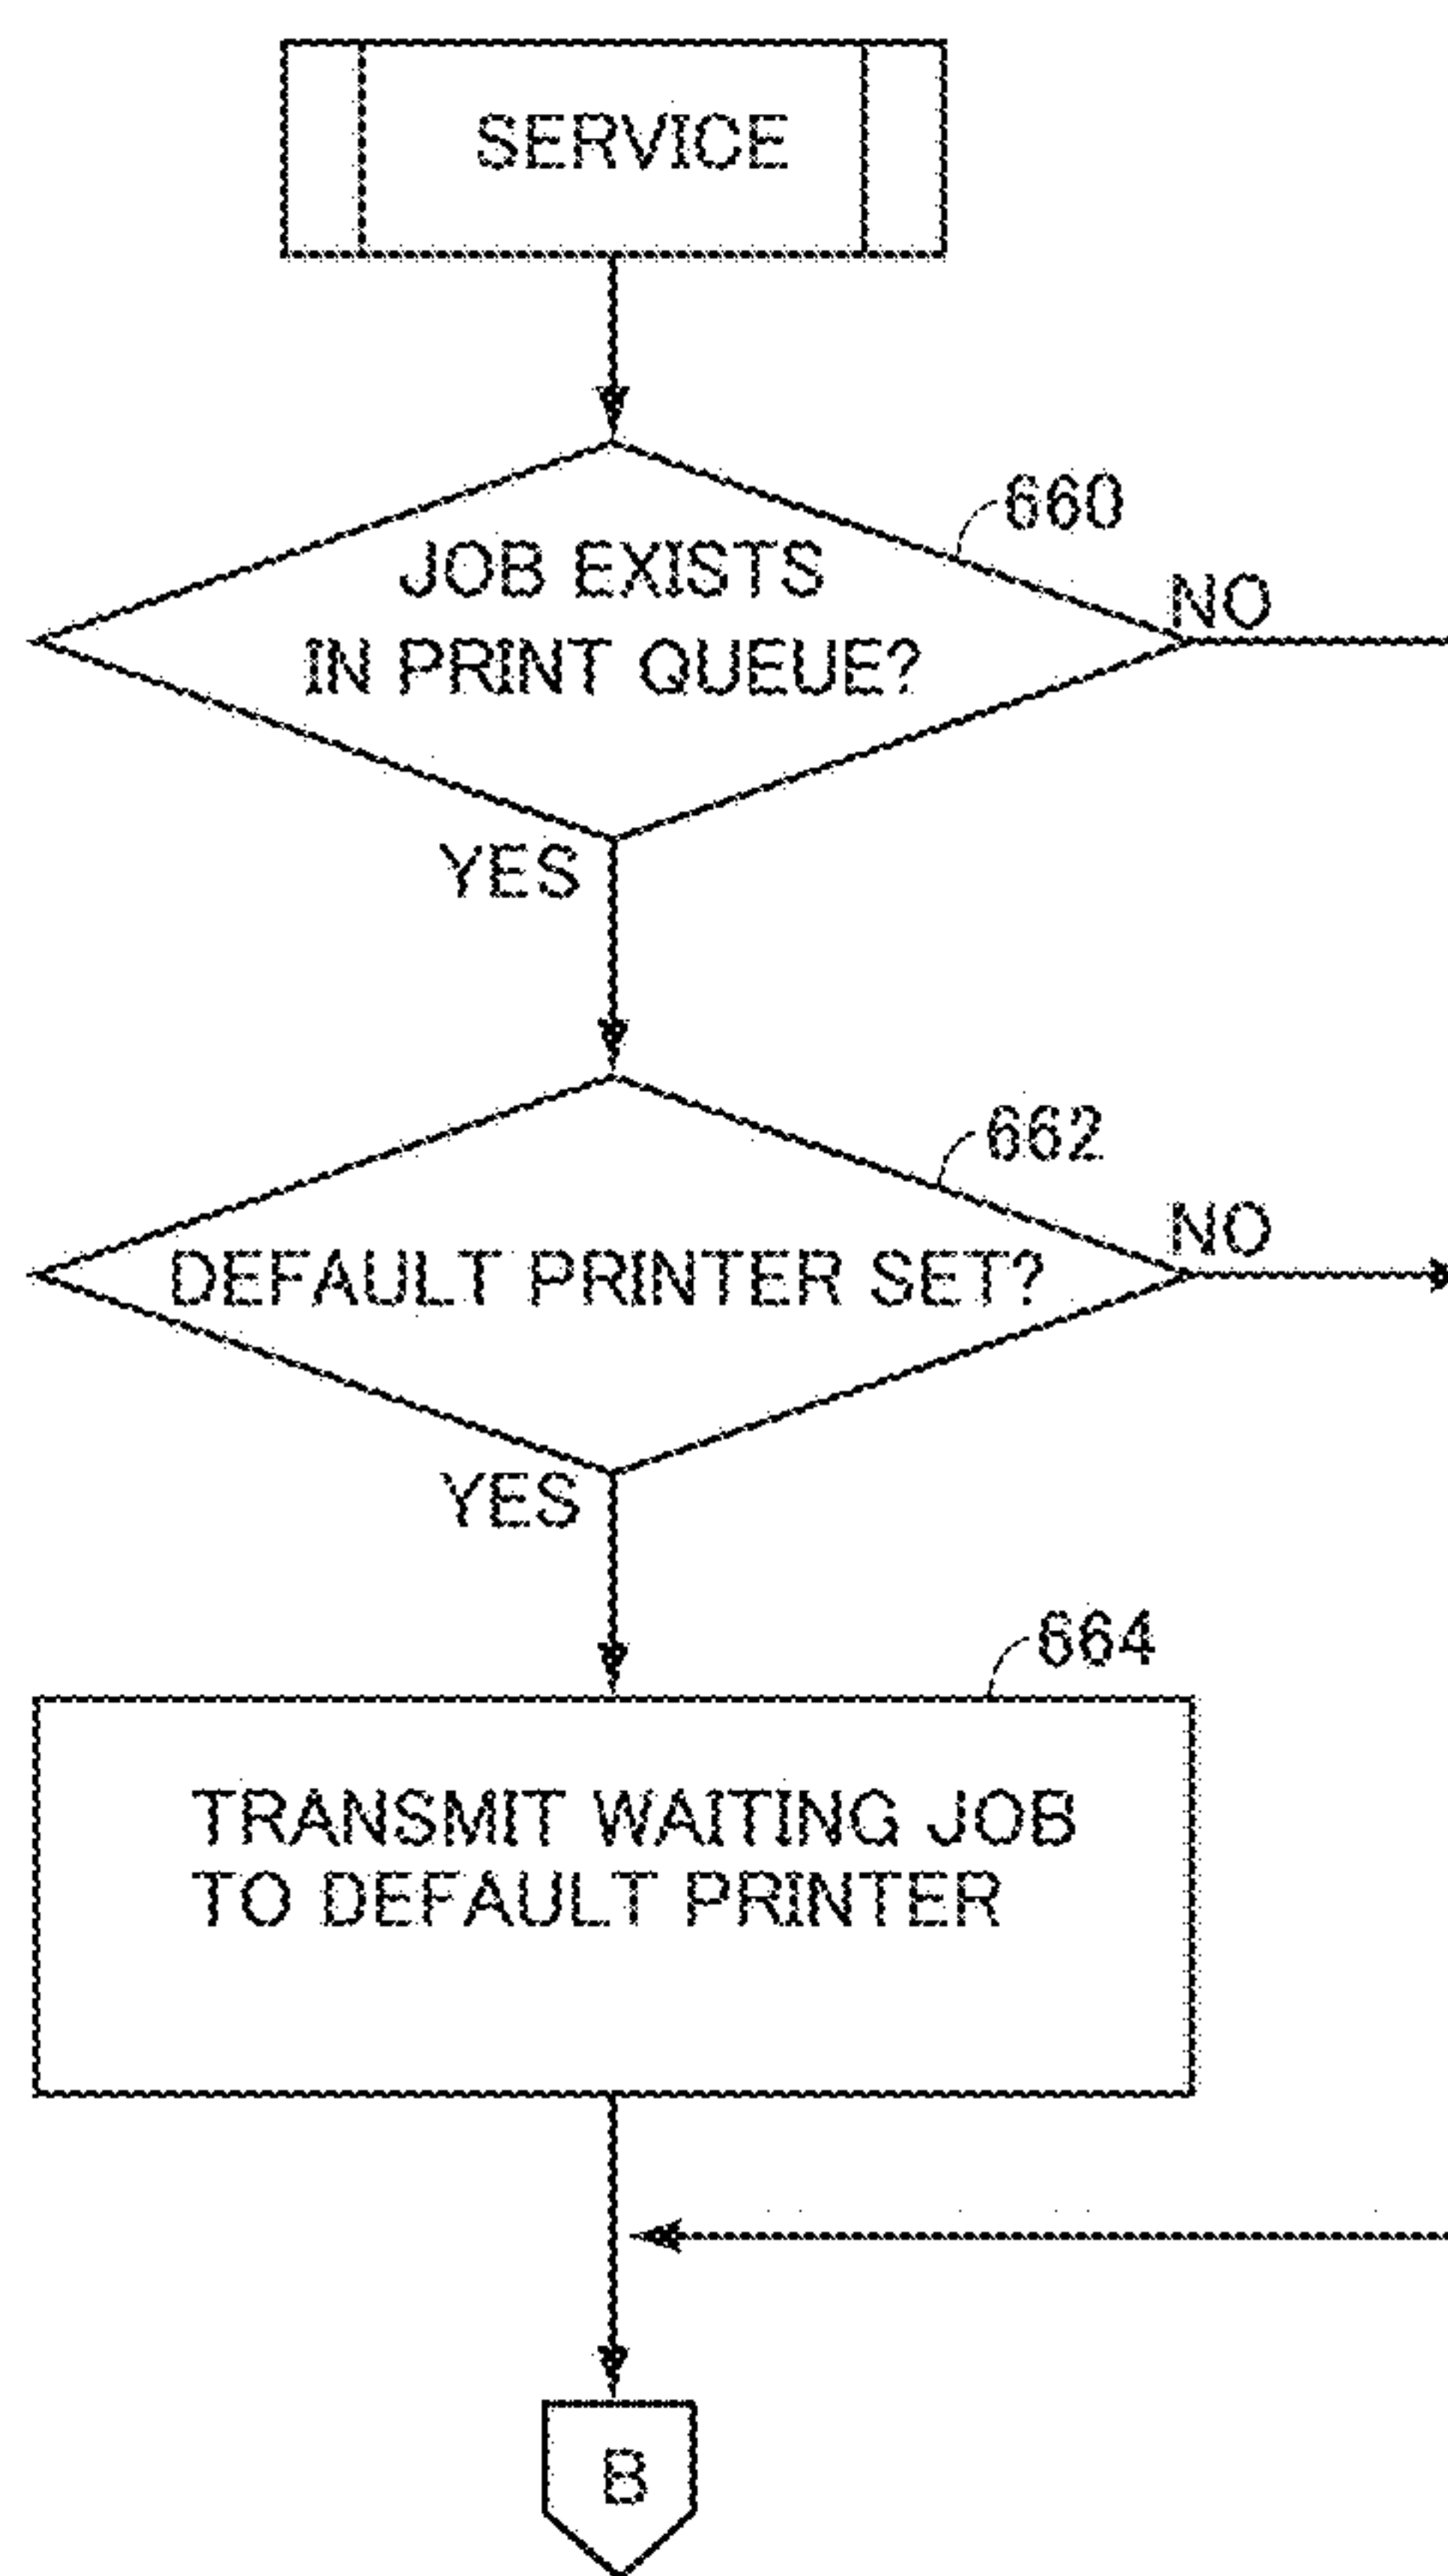 SERVICE
660
JOB EXISTS
IN PRINT QUEUE?
NO
YES
662
DEFAULT PRINTER SET?
NO
YES
664
TRANSMIT WAITING JOB
TO DEFAULT PRINTER
B